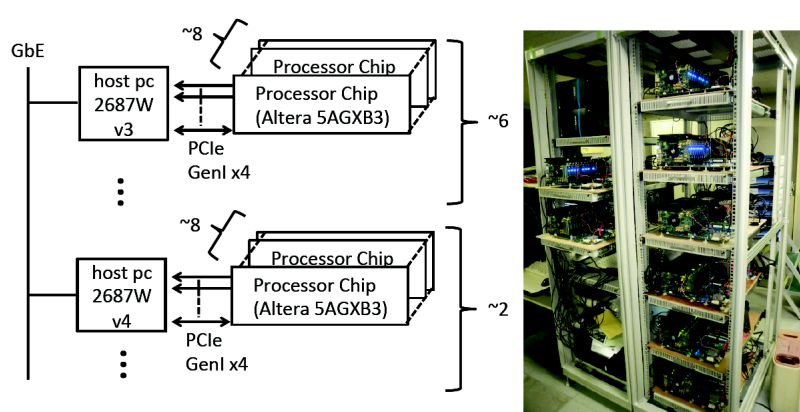 GbE
~8
host pc
2687W
v3
Processor Chip
Processor Chip
(Altera 5AGXB3)
PCIe
GenI x4
~6
~8
host pc
2687W
v4
Processor Chip
Processor Chip
(Altera 5AGXB3)
PCIe
GenI x4
~2